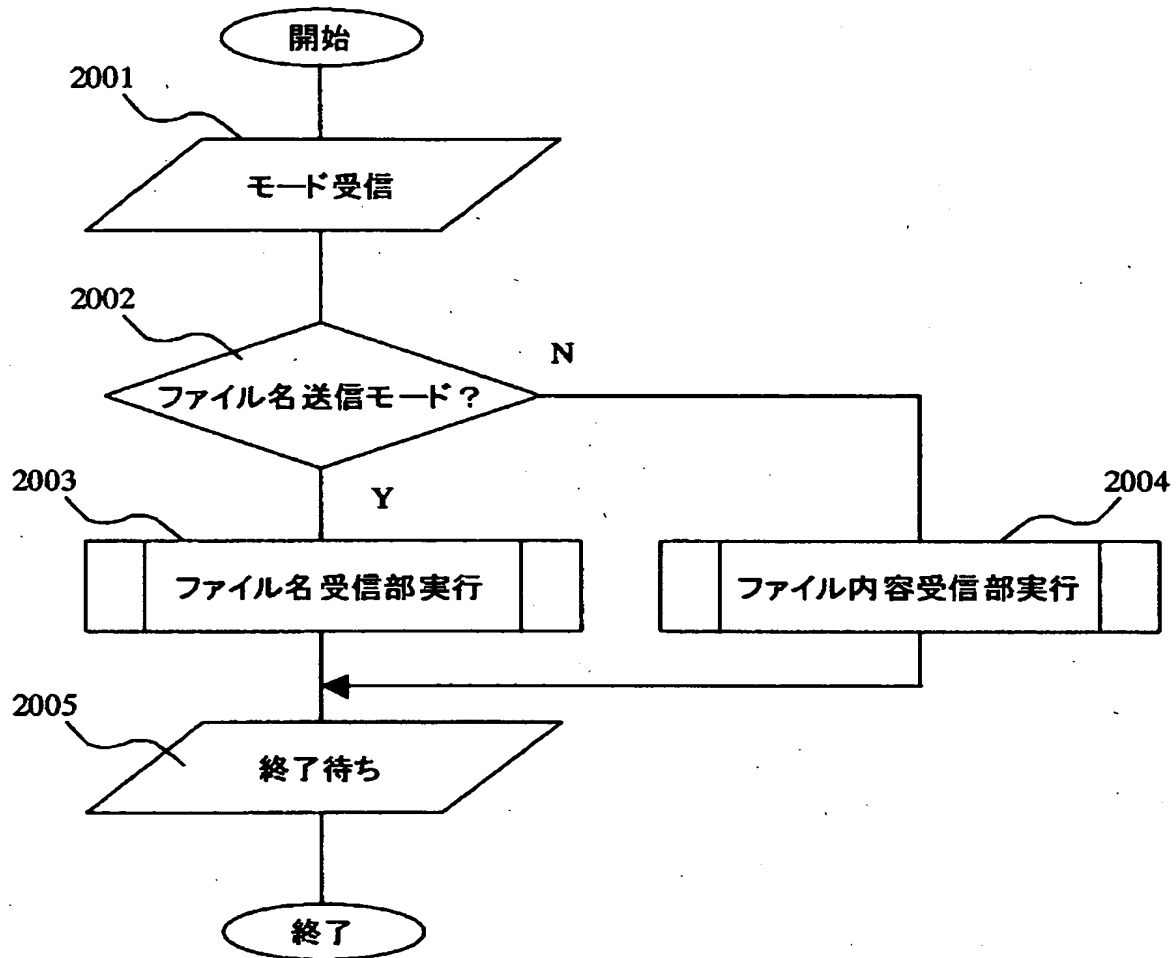 開始
2001
モード受信
2002
ファイル名送信モード？
N
Y
2003
ファイル名受信部実行
2004
ファイル内容受信部実行
2005
終了待ち
終了